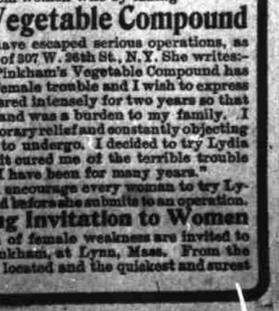 Vegetable Compound
have escaped serious operations, as
of 307 W. 26th St., N.Y. She writes:—
Pinkham's Vegetable Compound has
female trouble and I wish to express
ered intensely for two years so that
and was a burden to my family. I
orary relief and constantly objecting
to undergo. I decided to try Lydia
it cured me of the terrible trouble
I have been for many years."
encourage every woman to try Ly-
d before she submits to an operation.
ng Invitation to Women
of female weakness are invited to
nkham, at Lynn, Mass. From the
located and the quickest and surest